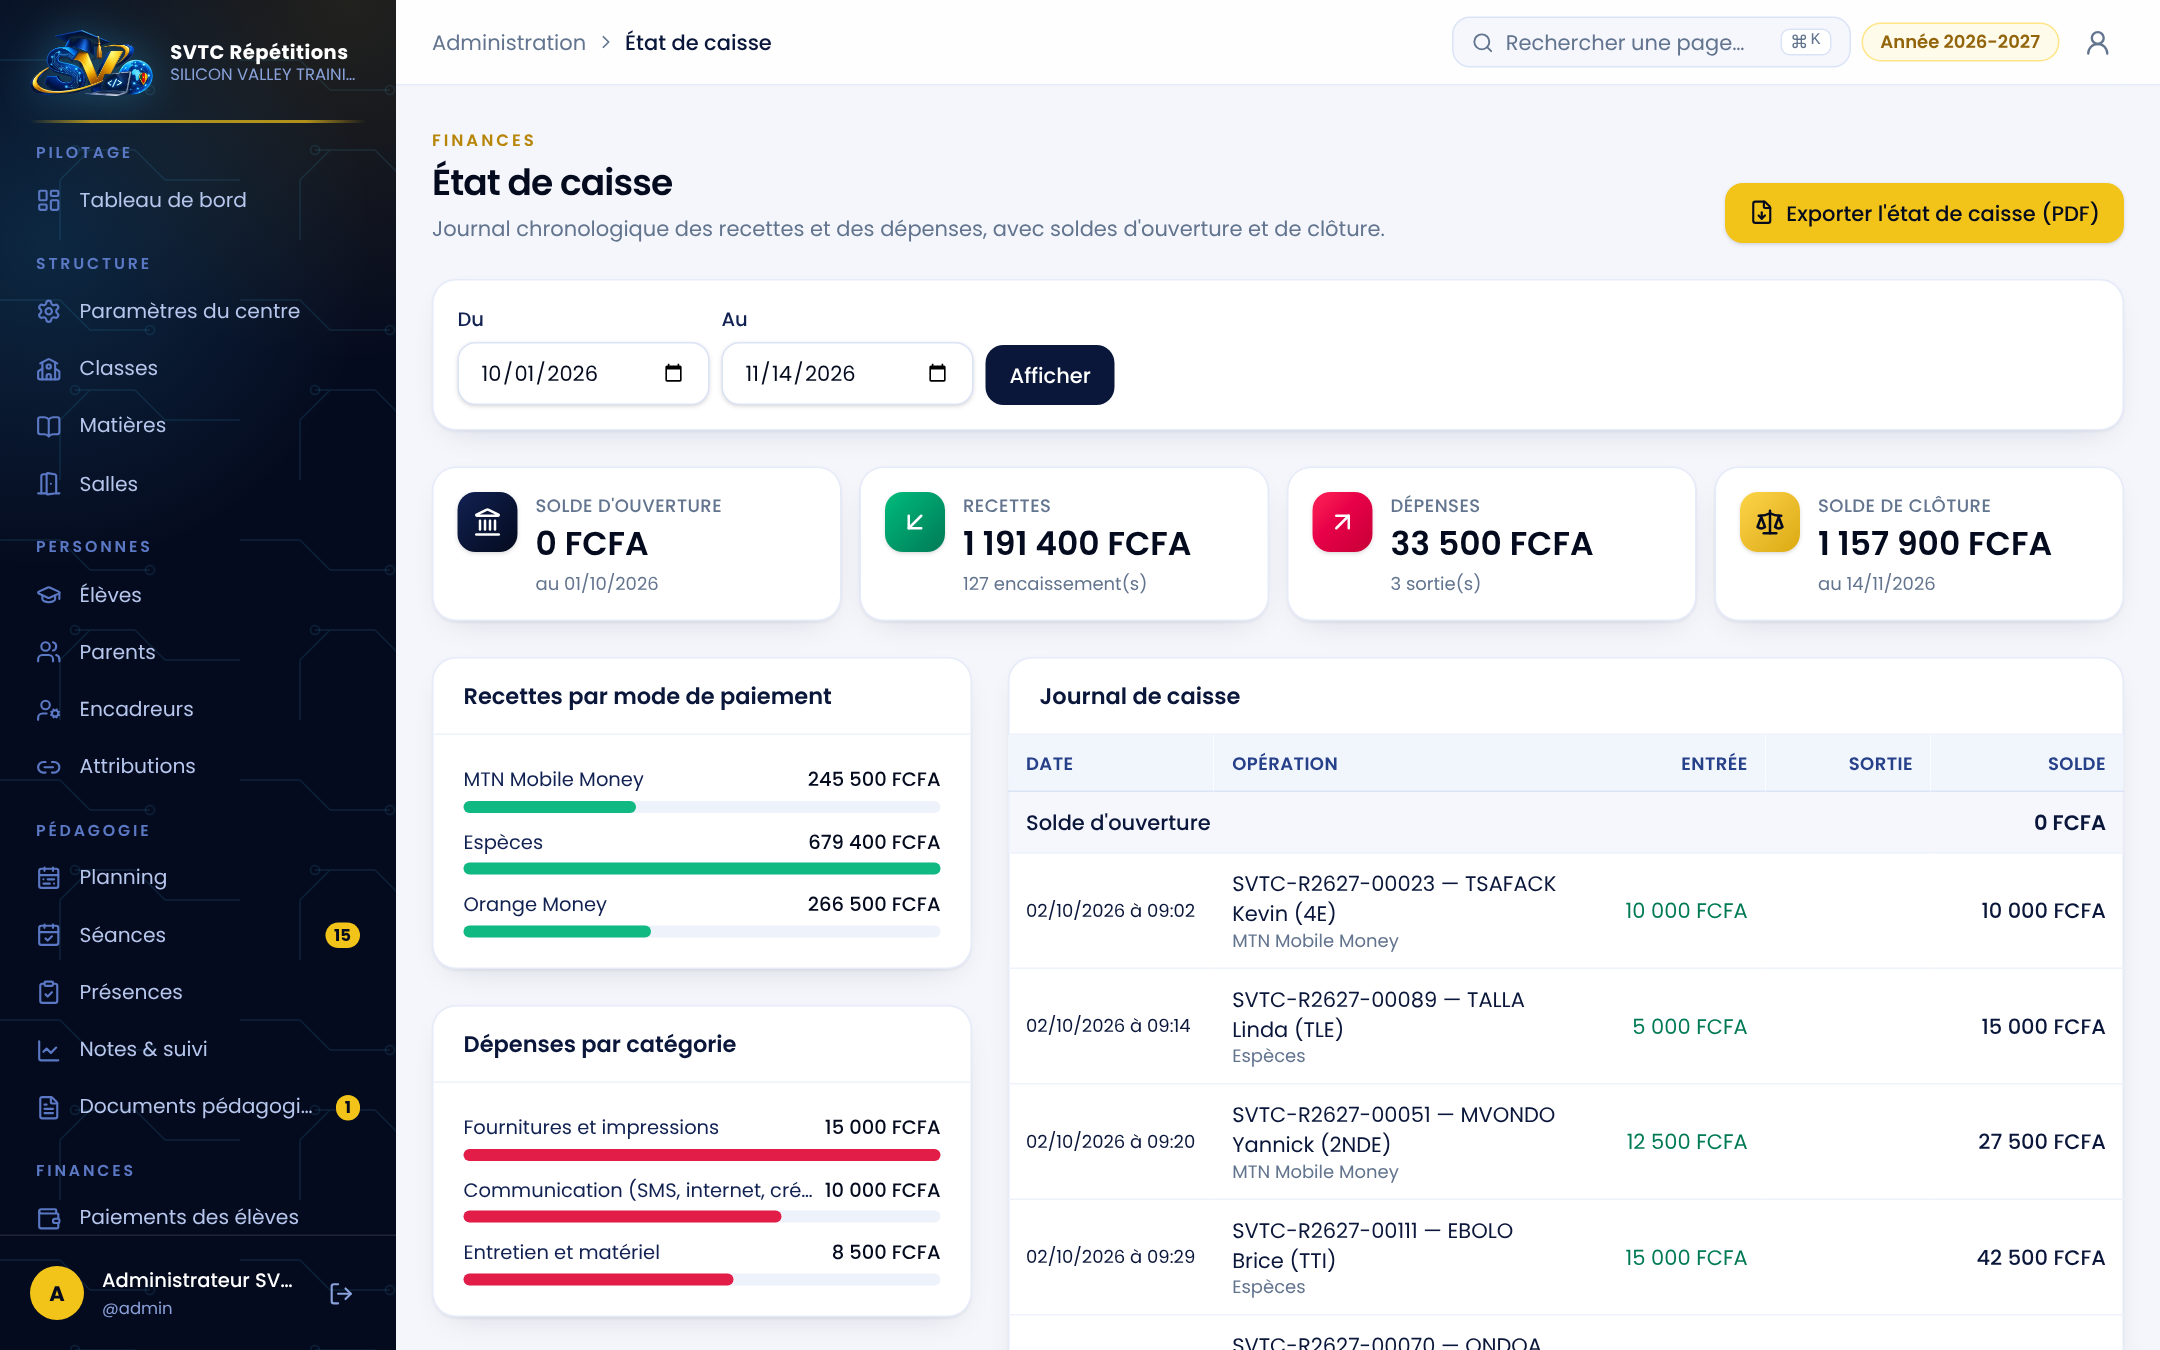 SVTC Répétitions
SILICON VALLEY TRAINI...
PILOTAGE
Tableau de bord
STRUCTURE
Paramètres du centre
Classes
Matières
Salles
PERSONNES
Élèves
Parents
Encadreurs
Attributions
PÉDAGOGIE
Planning
Séances 15
Présences
Notes & suivi
Documents pédagogi... 1
FINANCES
Paiements des élèves
A
Administrateur SV...
@admin
Administration > État de caisse
Rechercher une page... ⌘ K
Année 2026-2027
FINANCES
État de caisse
Journal chronologique des recettes et des dépenses, avec soldes d'ouverture et de clôture.
Exporter l'état de caisse (PDF)
Du
10/01/2026
Au
11/14/2026
Afficher
SOLDE D'OUVERTURE
0 FCFA
au 01/10/2026
RECETTES
1 191 400 FCFA
127 encaissement(s)
DÉPENSES
33 500 FCFA
3 sortie(s)
SOLDE DE CLÔTURE
1 157 900 FCFA
au 14/11/2026
Recettes par mode de paiement
MTN Mobile Money 245 500 FCFA
Espèces 679 400 FCFA
Orange Money 266 500 FCFA
Dépenses par catégorie
Fournitures et impressions 15 000 FCFA
Communication (SMS, internet, cré... 10 000 FCFA
Entretien et matériel 8 500 FCFA
Journal de caisse
DATE OPÉRATION ENTRÉE SORTIE SOLDE
Solde d'ouverture 0 FCFA
02/10/2026 à 09:02 SVTC-R2627-00023 — TSAFACK Kevin (4E) 10 000 FCFA 10 000 FCFA
MTN Mobile Money
02/10/2026 à 09:14 SVTC-R2627-00089 — TALLA Linda (TLE) 5 000 FCFA 15 000 FCFA
Espèces
02/10/2026 à 09:20 SVTC-R2627-00051 — MVONDO Yannick (2NDE) 12 500 FCFA 27 500 FCFA
MTN Mobile Money
02/10/2026 à 09:29 SVTC-R2627-00111 — EBOLO Brice (TTI) 15 000 FCFA 42 500 FCFA
Espèces
SVTC-R2627-00070 — ONDOA